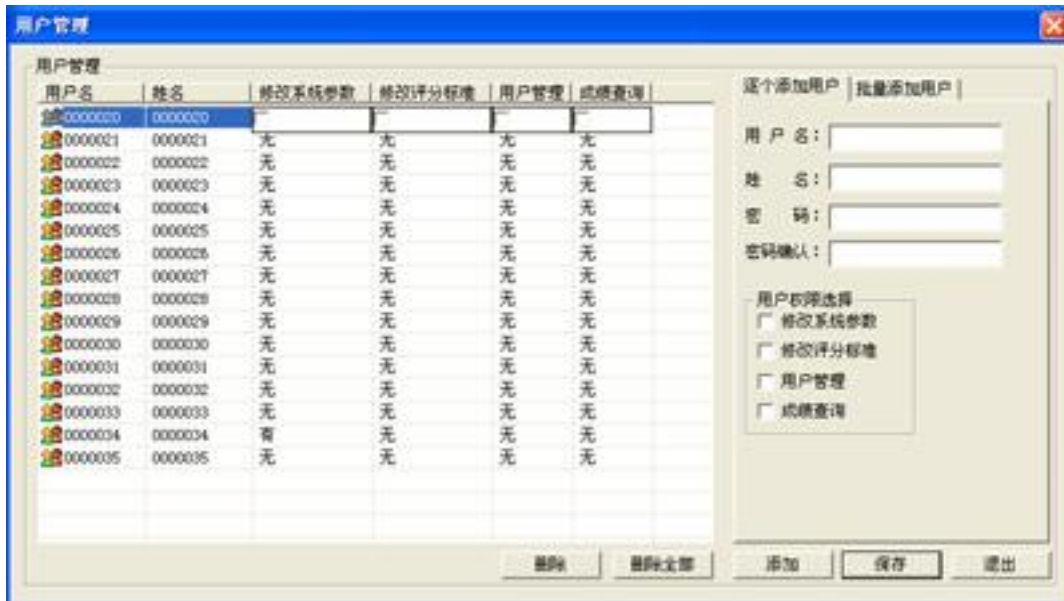 用户管理
用户管理
用户名 姓名 修改系统参数 修改评分标准 用户管理 成绩查询
0000020 0000020
0000021 0000021 无 无 无 无
0000022 0000022 无 无 无 无
0000023 0000023 无 无 无 无
0000024 0000024 无 无 无 无
0000025 0000025 无 无 无 无
0000026 0000026 无 无 无 无
0000027 0000027 无 无 无 无
0000028 0000028 无 无 无 无
0000029 0000029 无 无 无 无
0000030 0000030 无 无 无 无
0000031 0000031 无 无 无 无
0000032 0000032 无 无 无 无
0000033 0000033 无 无 无 无
0000034 0000034 有 无 无 无
0000035 0000035 无 无 无 无
删除 删除全部
逐个添加用户 批量添加用户
用户名:
姓名:
密码:
密码确认:
用户权限选择
修改系统参数
修改评分标准
用户管理
成绩查询
添加 保存 退出